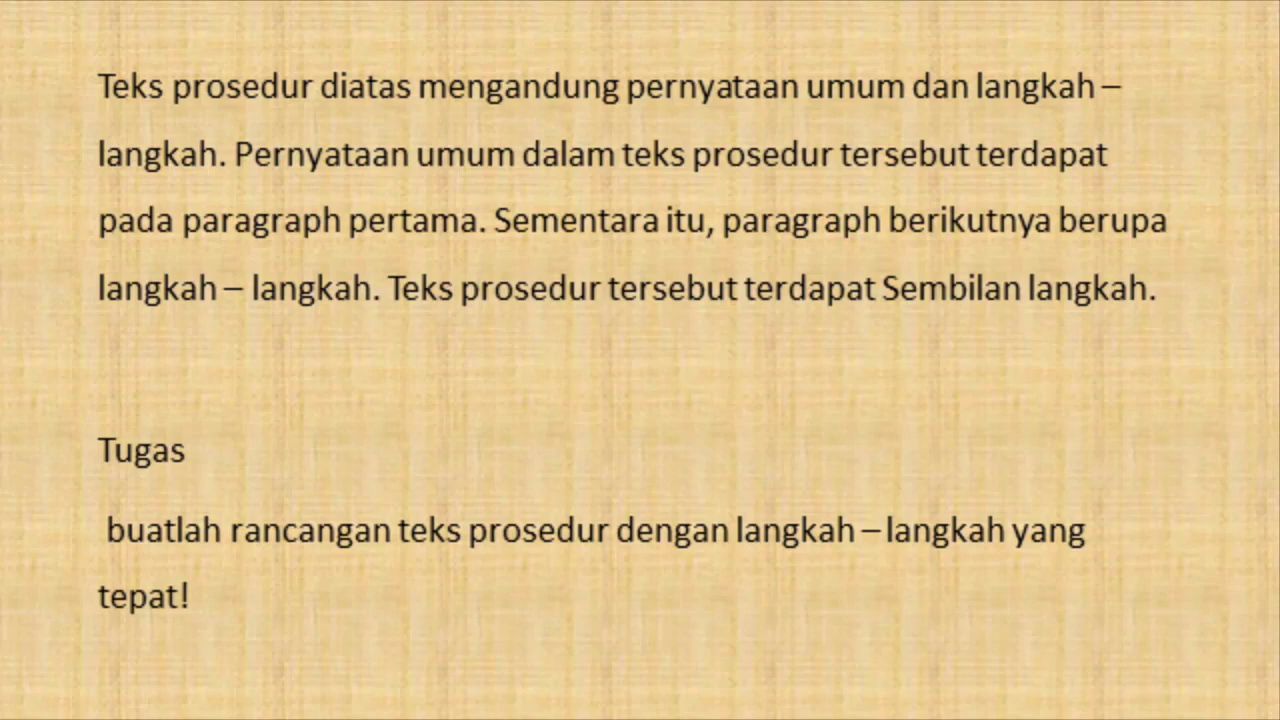 Teks prosedur diatas mengandung pernyataan umum dan langkah –
langkah. Pernyataan umum dalam teks prosedur tersebut terdapat
pada paragraph pertama. Sementara itu, paragraph berikutnya berupa
langkah – langkah. Teks prosedur tersebut terdapat Sembilan langkah.
Tugas
buatlah rancangan teks prosedur dengan langkah – langkah yang
tepat!